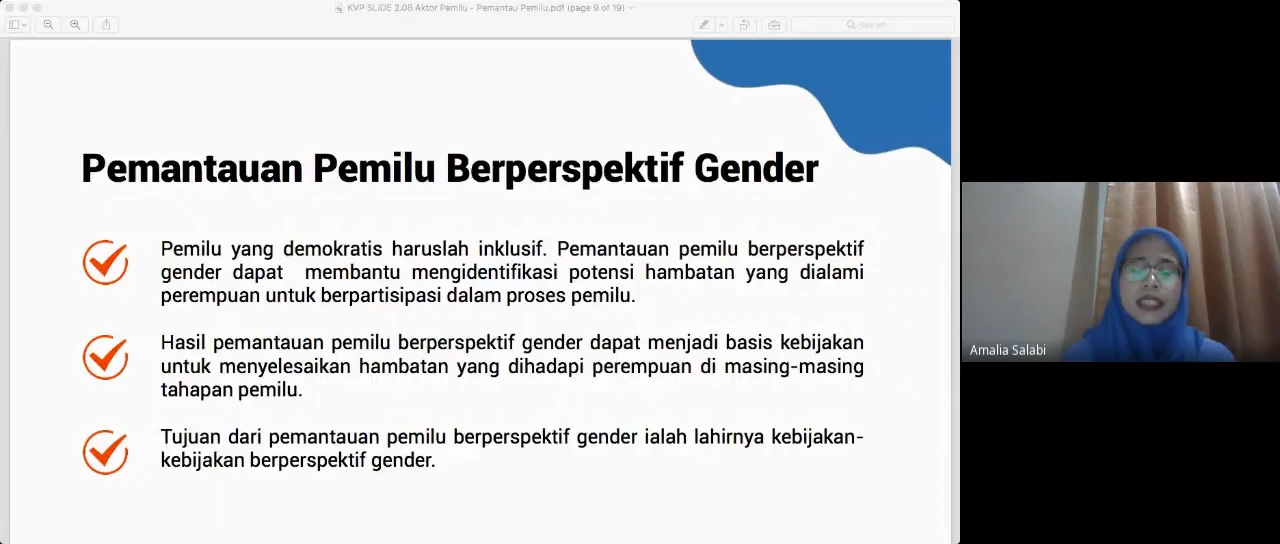 KVP SLIDE 2.08 Aktor Pemilu - Pemantau Pemilu.pdf (page 9 of 19)
Search
Pemantauan Pemilu Berperspektif Gender
Pemilu yang demokratis haruslah inklusif. Pemantauan pemilu berperspektif
gender dapat membantu mengidentifikasi potensi hambatan yang dialami
perempuan untuk berpartisipasi dalam proses pemilu.
Hasil pemantauan pemilu berperspektif gender dapat menjadi basis kebijakan
untuk menyelesaikan hambatan yang dihadapi perempuan di masing-masing
tahapan pemilu.
Tujuan dari pemantauan pemilu berperspektif gender ialah lahirnya kebijakan-
kebijakan berperspektif gender.
Amalia Salabi